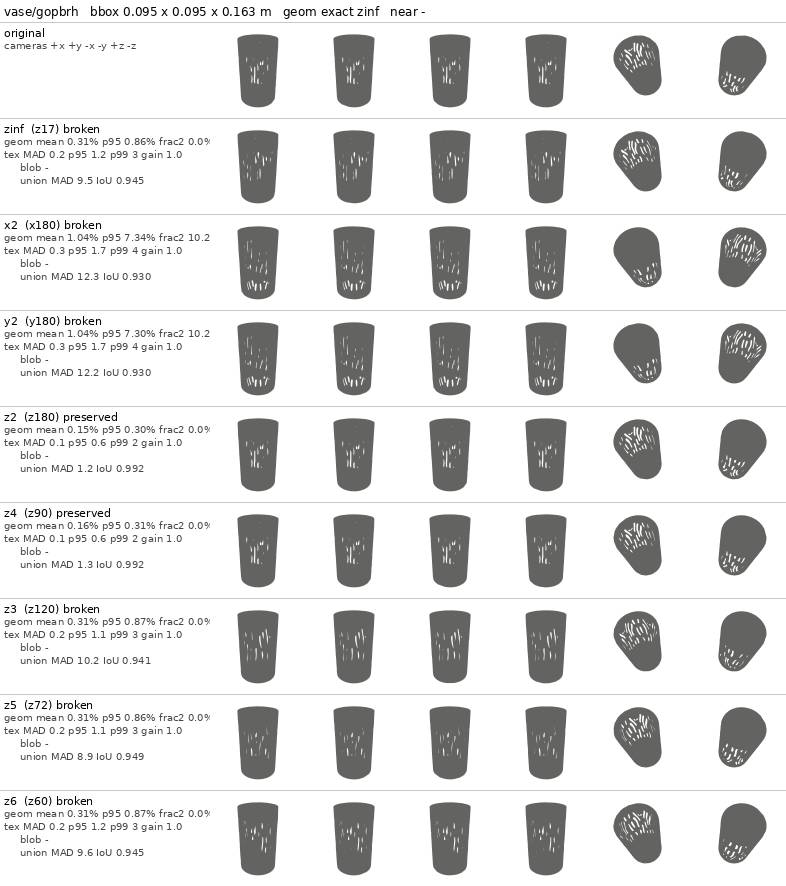 vase/gopbrh   bbox 0.095 x 0.095 x 0.163 m   geom exact zinf   near -
original
cameras +x +y -x -y +z -z
zinf  (z17) broken
geom mean 0.31% p95 0.86% frac2 0.0%
tex MAD 0.2 p95 1.2 p99 3 gain 1.0
blob -
union MAD 9.5 IoU 0.945
x2  (x180) broken
geom mean 1.04% p95 7.34% frac2 10.2
tex MAD 0.3 p95 1.7 p99 4 gain 1.0
blob -
union MAD 12.3 IoU 0.930
y2  (y180) broken
geom mean 1.04% p95 7.30% frac2 10.2
tex MAD 0.3 p95 1.7 p99 4 gain 1.0
blob -
union MAD 12.2 IoU 0.930
z2  (z180) preserved
geom mean 0.15% p95 0.30% frac2 0.0%
tex MAD 0.1 p95 0.6 p99 2 gain 1.0
blob -
union MAD 1.2 IoU 0.992
z4  (z90) preserved
geom mean 0.16% p95 0.31% frac2 0.0%
tex MAD 0.1 p95 0.6 p99 2 gain 1.0
blob -
union MAD 1.3 IoU 0.992
z3  (z120) broken
geom mean 0.31% p95 0.87% frac2 0.0%
tex MAD 0.2 p95 1.1 p99 3 gain 1.0
blob -
union MAD 10.2 IoU 0.941
z5  (z72) broken
geom mean 0.31% p95 0.86% frac2 0.0%
tex MAD 0.2 p95 1.1 p99 3 gain 1.0
blob -
union MAD 8.9 IoU 0.949
z6  (z60) broken
geom mean 0.31% p95 0.87% frac2 0.0%
tex MAD 0.2 p95 1.2 p99 3 gain 1.0
blob -
union MAD 9.6 IoU 0.945